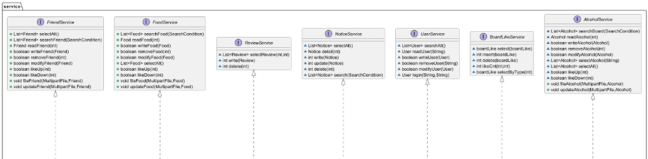 service
FriendService
List<Friend> selectAll()
List<Friend> searchFriend(SearchCondition)
Friend readFriend(int)
boolean writeFriend(Friend)
boolean removeFriend(int)
boolean modifyFriend(Friend)
boolean likeUp(int)
boolean likeDown(int)
void fileFriend(MultipartFile,Friend)
void updateFriend(MultipartFile,Friend)
FoodService
List<Food> searchFood(SearchCondition)
Food readFood(int)
boolean writeFood(Food)
boolean removeFood(int)
boolean modifyFood(Food)
List<Food> selectAll()
boolean likeUp(int)
boolean likeDown(int)
void fileFood(MultipartFile,Food)
void updateFood(MultipartFile,Food)
ReviewService
List<Review> selectReview(int,int)
int write(Review)
int delete(int)
NoticeService
List<Notice> selectAll()
Notice detail(int)
int write(Notice)
int update(Notice)
int delete(int)
List<Notice> search(SearchCondition)
UserService
List<User> searchAll()
User readUser(String)
boolean writeUser(User)
boolean removeUser(String)
boolean modifyUser(User)
User login(String,String)
BoardLikeService
boardLike select(boardLike)
int insert(boardLike)
int delete(boardLike)
int likeCnt(int,int)
boardLike selectByType(int)
AlcoholService
List<Alcohol> searchBoard(SearchCondition)
Alcohol readAlcohol(int)
boolean writeAlcohol(Alcohol)
boolean removeAlcohol(int)
boolean modifyAlcohol(Alcohol)
List<Alcohol> selectAll()
boolean likeUp(int)
boolean likeDown(int)
void fileAlcohol(MultipartFile,Alcohol)
void updateAlcohol(MultipartFile,Alcohol)